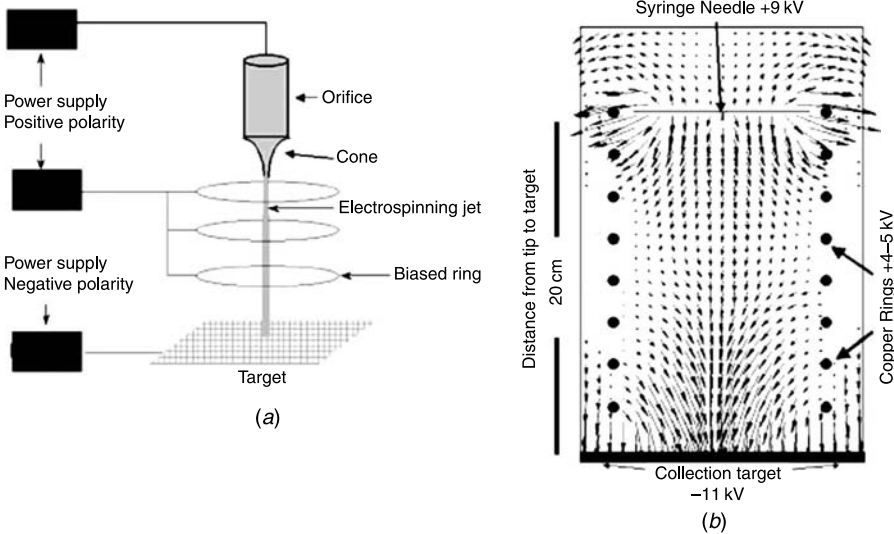 Power supply
Positive polarity
Orifice
Cone
Electrospinning jet
Power supply
Negative polarity
Biased ring
Target
(a)
Syringe Needle +9 kV
Distance from tip to target
20 cm
Copper Rings +4–5 kV
Collection target
–11 kV
(b)